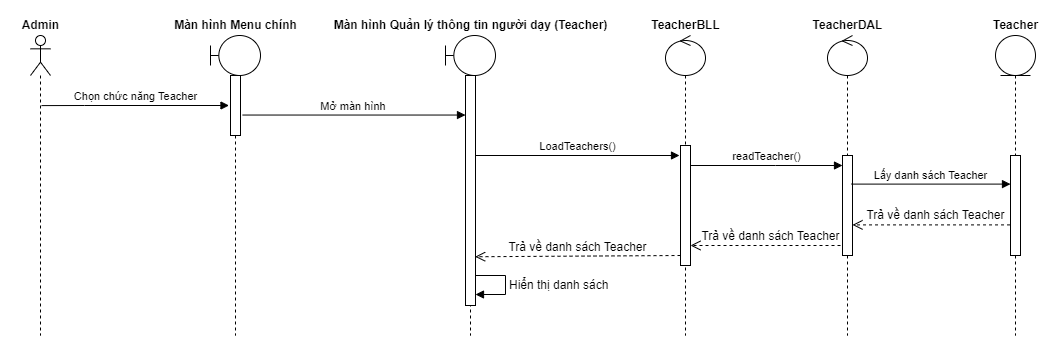 Admin
Màn hình Menu chính
Màn hình Quản lý thông tin người dạy (Teacher)
TeacherBLL
TeacherDAL
Teacher
Chọn chức năng Teacher
Mở màn hình
LoadTeachers()
readTeacher()
Lấy danh sách Teacher
Trả về danh sách Teacher
Trả về danh sách Teacher
Trả về danh sách Teacher
Hiển thị danh sách